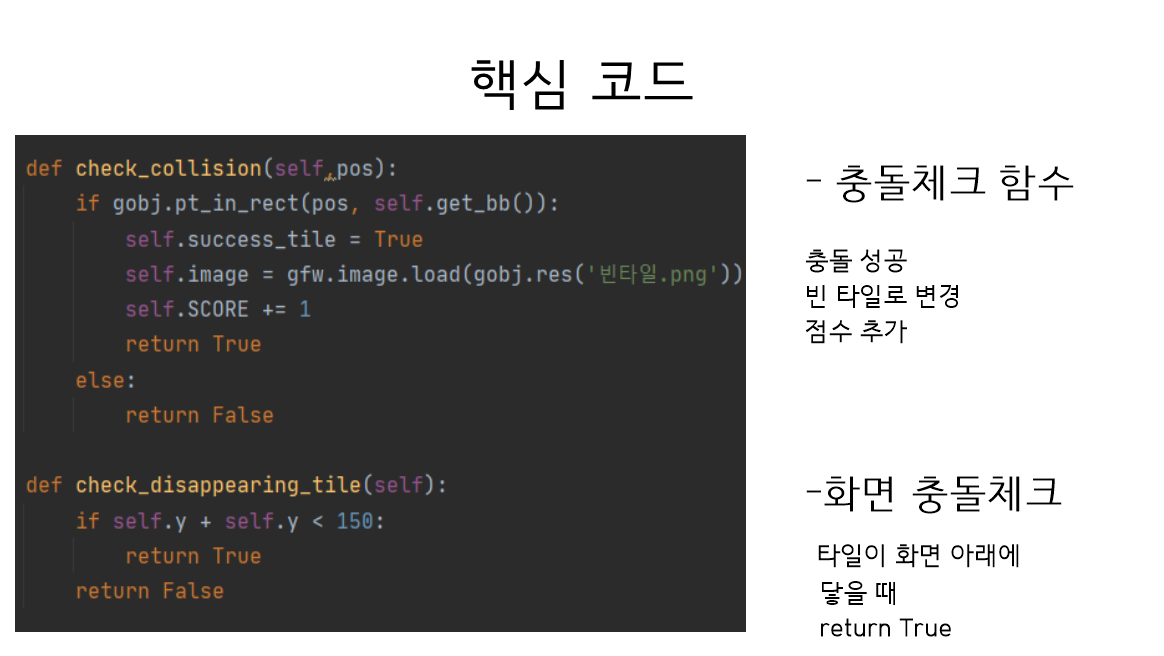 핵심 코드
def check_collision(self,pos):
if gobj.pt_in_rect(pos, self.get_bb()):
self.success_tile = True
self.image = gfw.image.load(gobj.res('빈타일.png'))
self.SCORE += 1
return True
else:
return False
def check_disappearing_tile(self):
if self.y + self.y < 150:
return True
return False
- 충돌체크 함수
충돌 성공
빈 타일로 변경
점수 추가
-화면 충돌체크
타일이 화면 아래에
닿을 때
return True